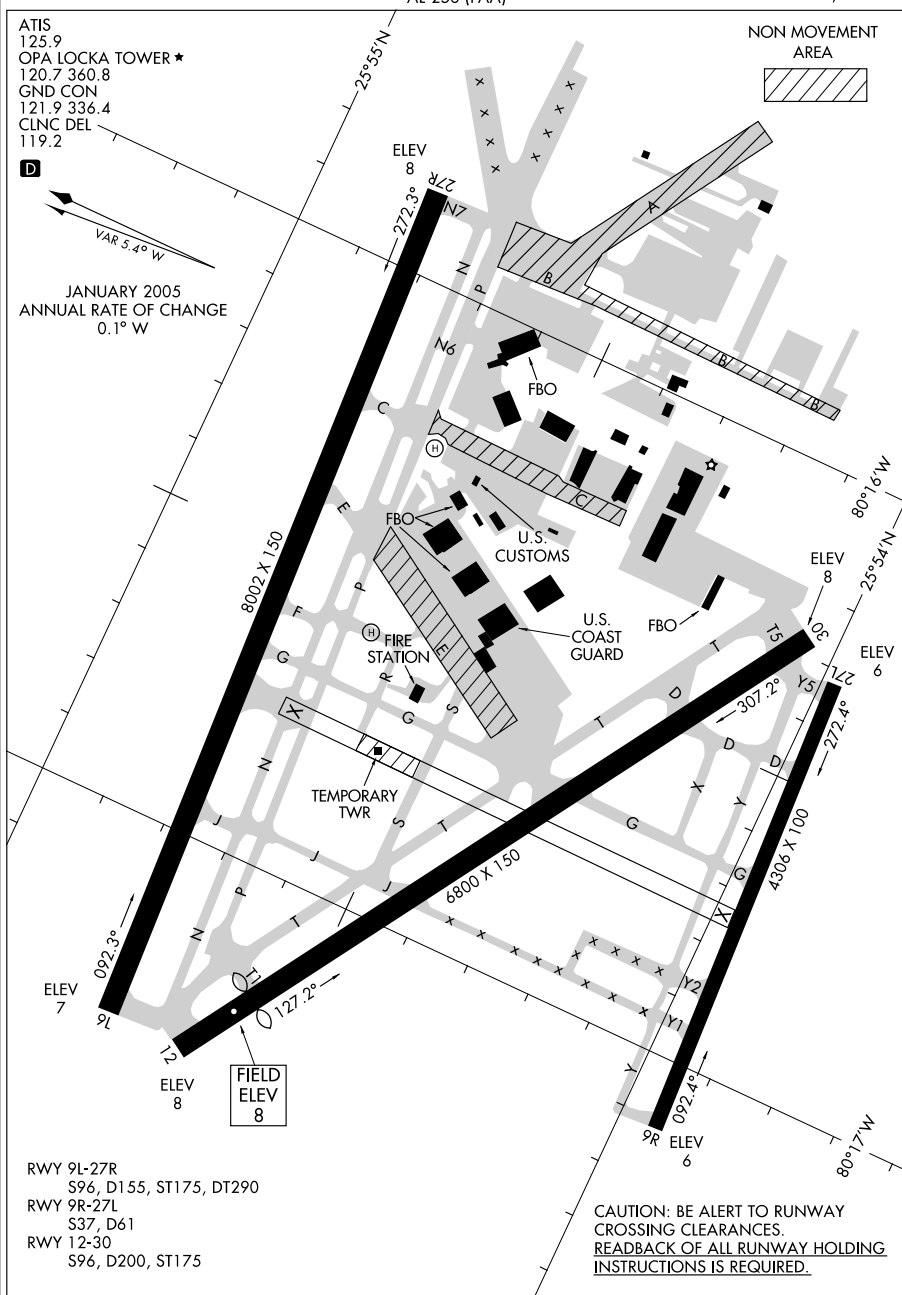 AL-256 (FAA)
ATIS
125.9
OPA LOCKA TOWER★
120.7 360.8
GND CON
121.9 336.4
CLNC DEL
119.2
D
VAR 5.4° W
JANUARY 2005
ANNUAL RATE OF CHANGE
0.1° W
25°55'N
NON MOVEMENT
AREA
ELEV
8
27R
272.3°
N7
A
N
P
B
N6
FBO
B
B
C
H
C
80°16'W
FBO
U.S.
CUSTOMS
E
25°54'N
8002 X 150
P
ELEV
8
F
H
FIRE
STATION
E
U.S.
COAST
GUARD
FBO
T
T5
30
ELEV
6
27L
Y5
G
R
G
S
D
307.2°
272.4°
X
T
D
D
N
TEMPORARY
TWR
X
Y
J
J
S
T
G
G
6800 X 150
4306 X 100
P
T
J
X
x x x x x x x x x
x x x x
N
T1
127.2°
Y2
Y1
092.3°
ELEV
7
9L
12
ELEV
8
FIELD
ELEV
8
Y
092.4°
9R
ELEV
6
80°17'W
RWY 9L-27R
S96, D155, ST175, DT290
RWY 9R-27L
S37, D61
RWY 12-30
S96, D200, ST175
CAUTION: BE ALERT TO RUNWAY
CROSSING CLEARANCES.
READBACK OF ALL RUNWAY HOLDING
INSTRUCTIONS IS REQUIRED.